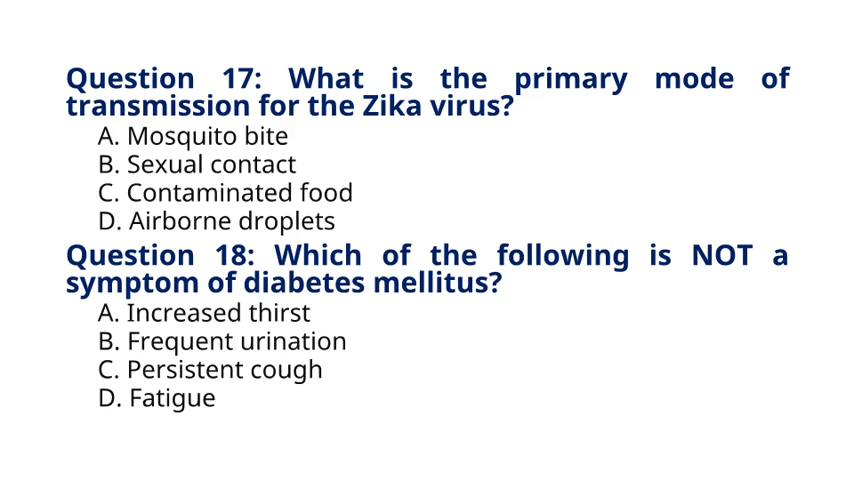 Question 17: What is the primary mode of
transmission for the Zika virus?
A. Mosquito bite
B. Sexual contact
C. Contaminated food
D. Airborne droplets
Question 18: Which of the following is NOT a
symptom of diabetes mellitus?
A. Increased thirst
B. Frequent urination
C. Persistent cough
D. Fatigue